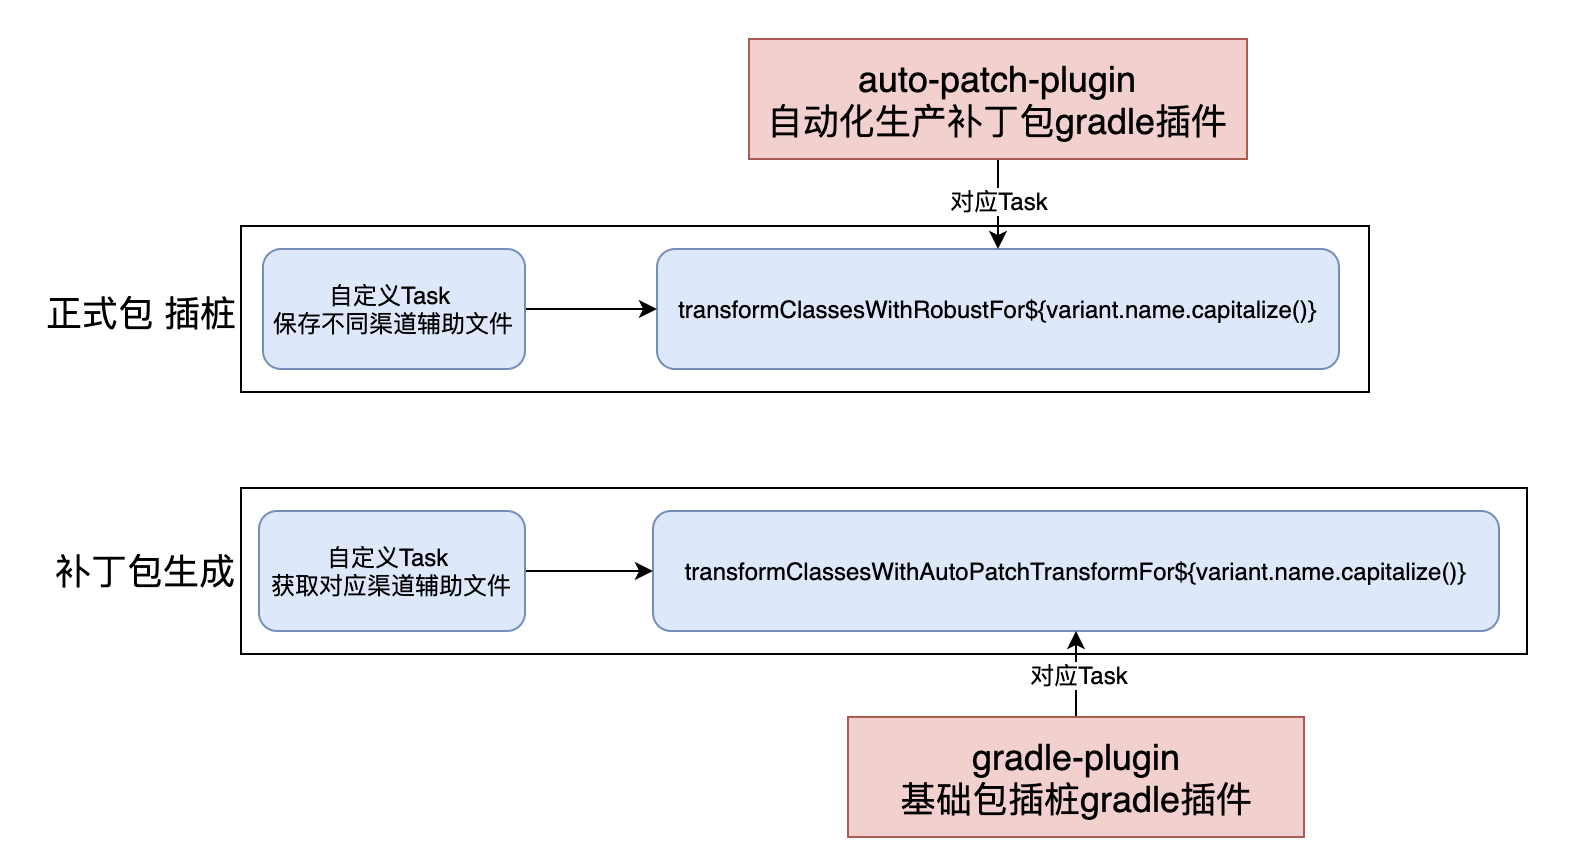 auto-patch-plugin
自动化生产补丁包gradle插件
对应Task
正式包 插桩
自定义Task
保存不同渠道辅助文件
transformClassesWithRobustFor${variant.name.capitalize()}
补丁包生成
自定义Task
获取对应渠道辅助文件
transformClassesWithAutoPatchTransformFor${variant.name.capitalize()}
对应Task
gradle-plugin
基础包插桩gradle插件